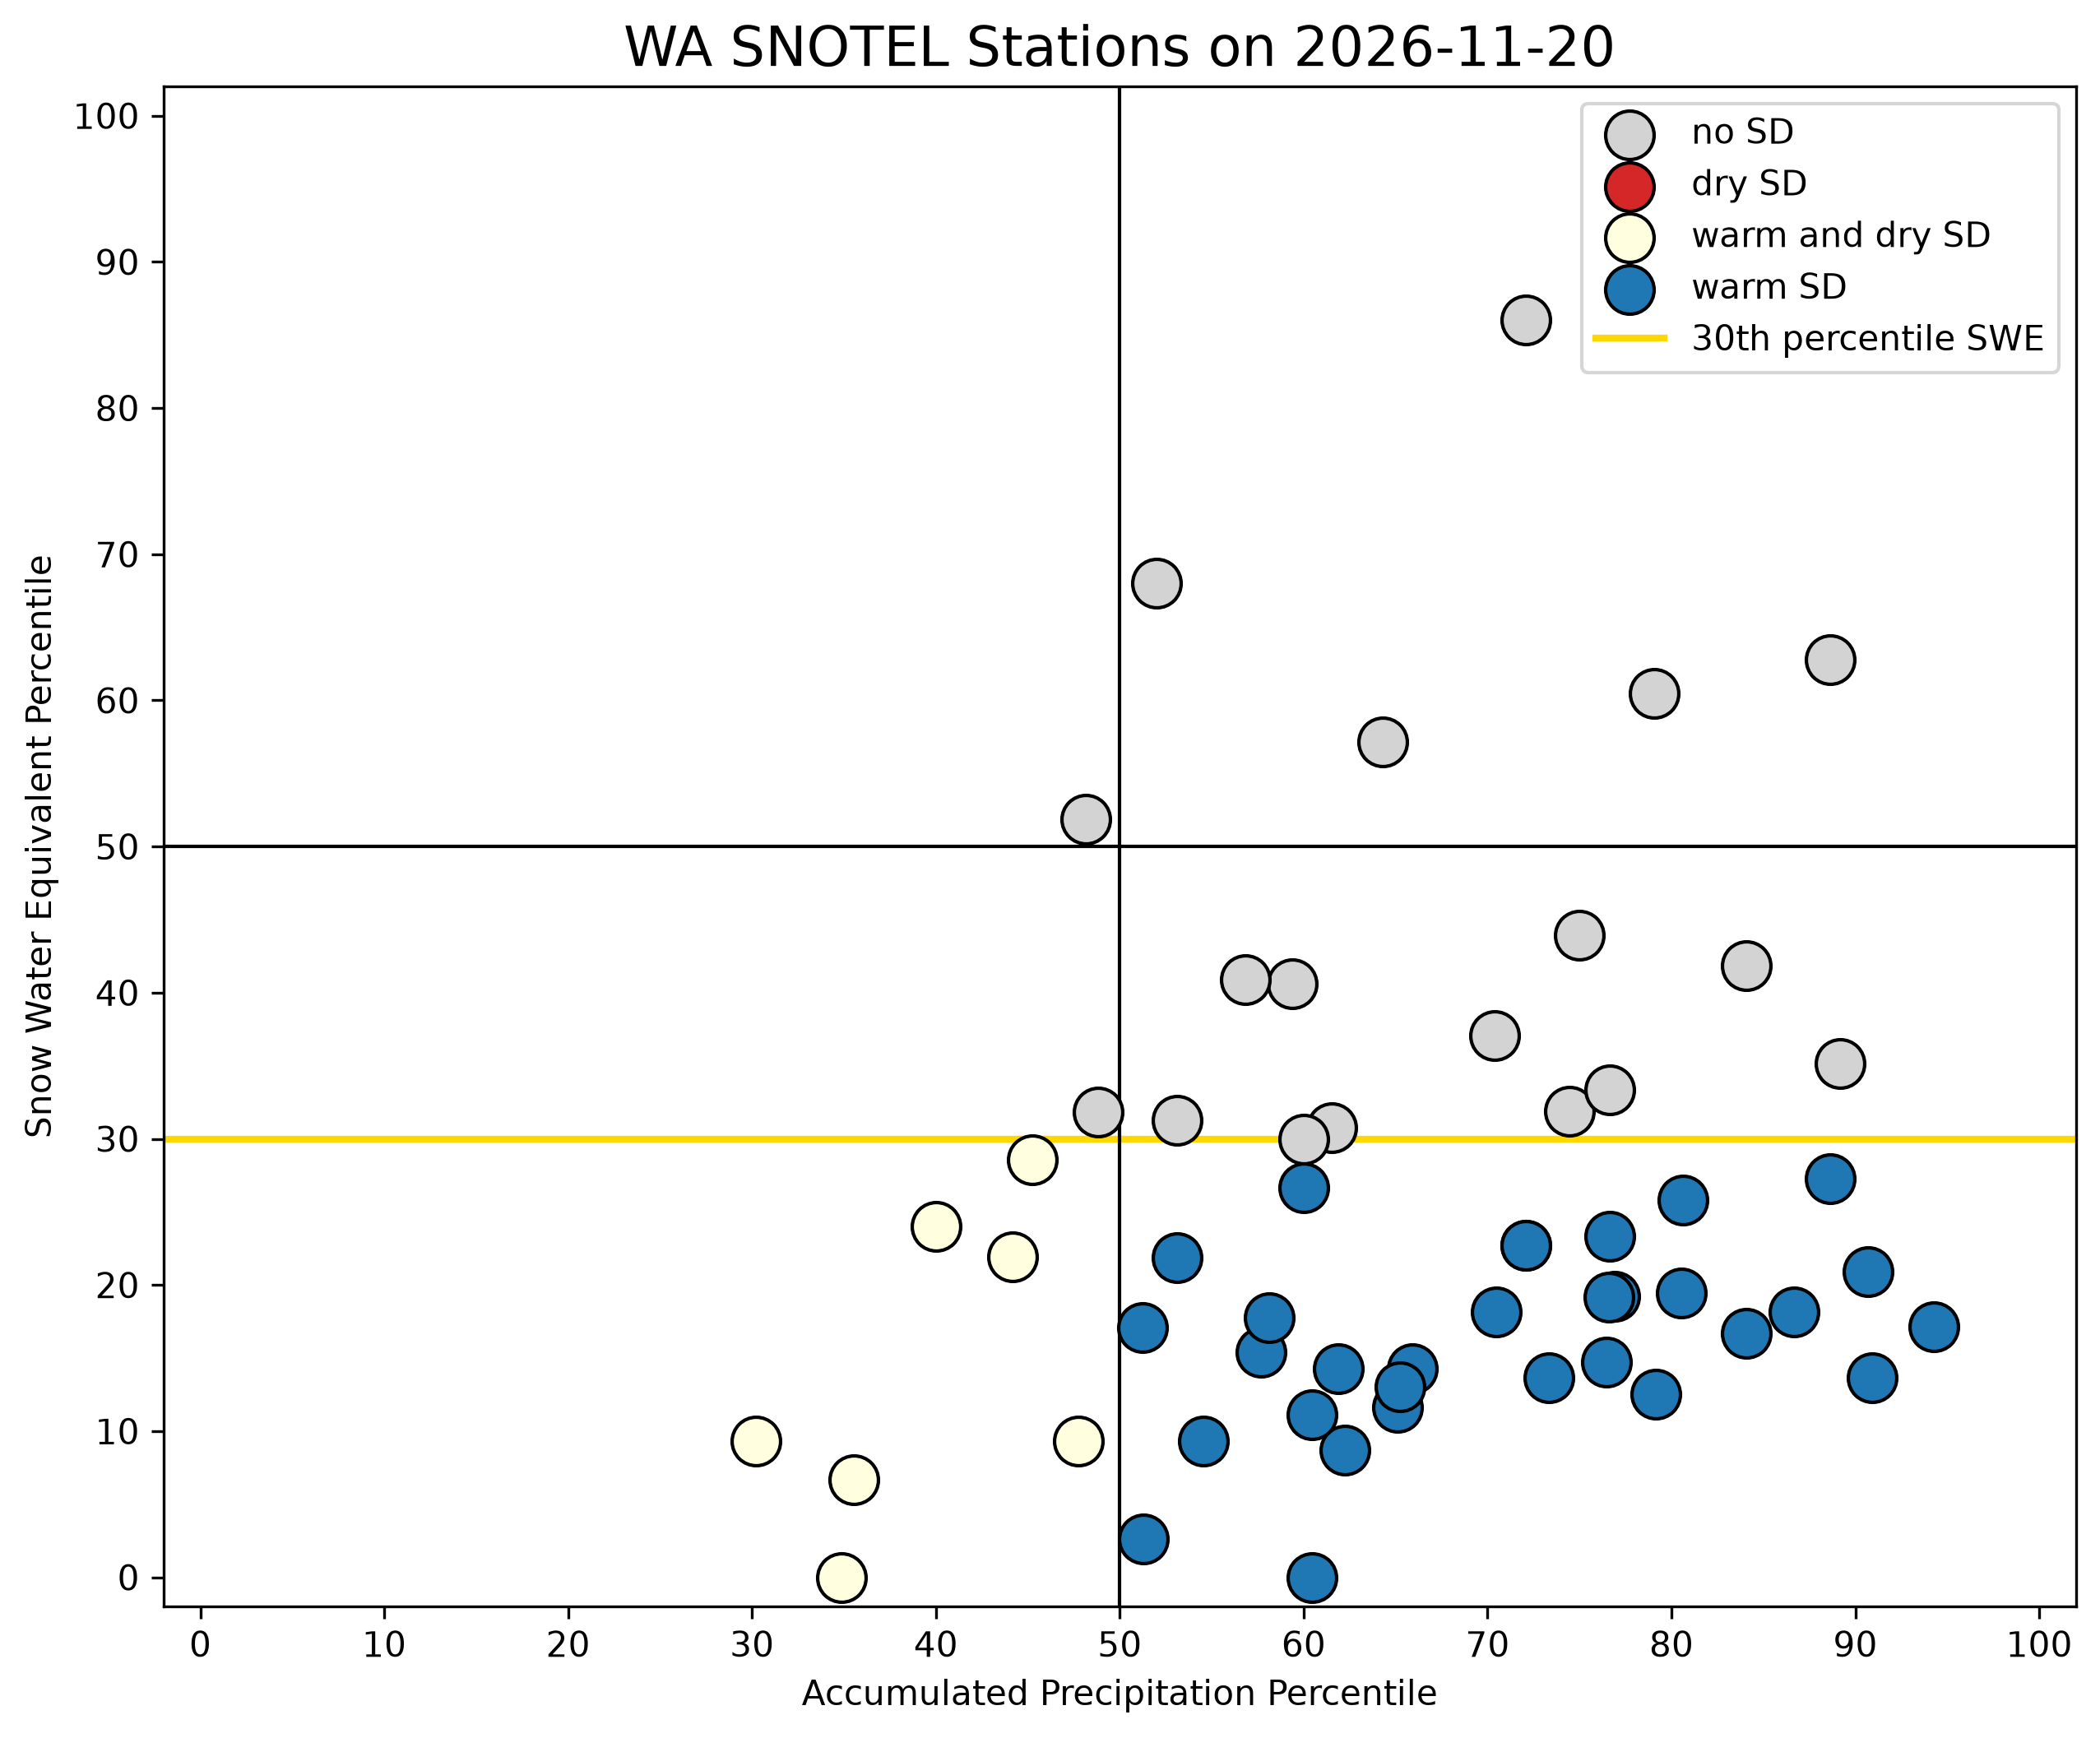 WA SNOTEL Stations on 2026-11-20
no SD
dry SD
warm and dry SD
warm SD
30th percentile SWE
Snow Water Equivalent Percentile
100
90
80
70
60
50
40
30
20
10
0
0 10 20 30 40 50 60 70 80 90 100
Accumulated Precipitation Percentile